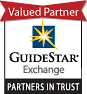 Valued Partner
GUIDESTAR®
Exchange
PARTNERS IN TRUST